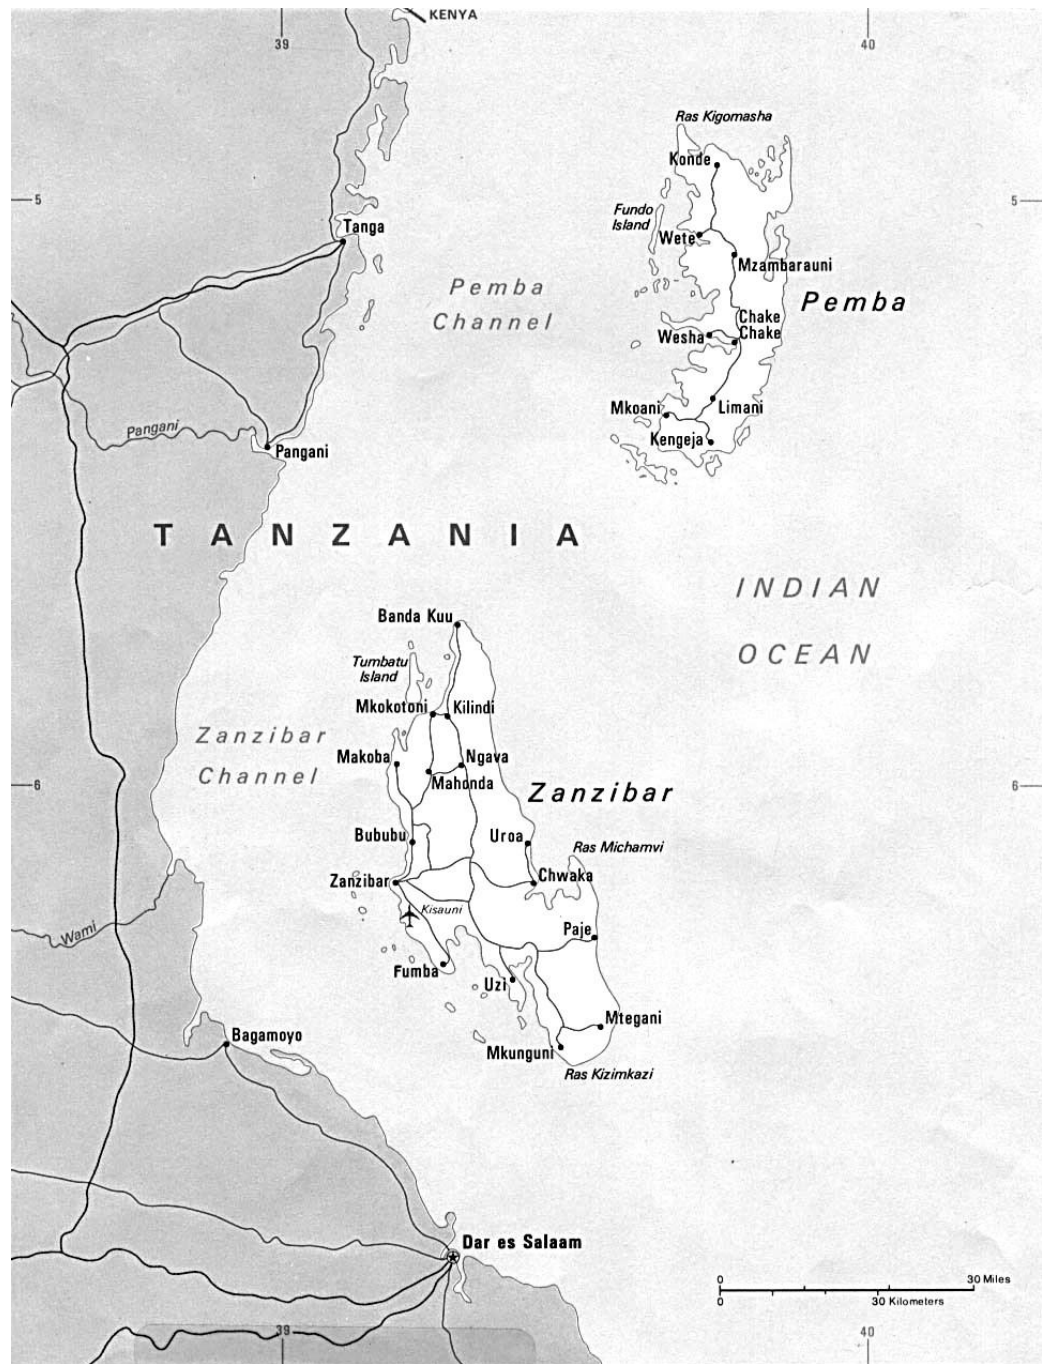 KENYA
39
40
Ras Kigomasha
Konde
5
5
Fundo
Island
Tanga
Wete
Mzambarauni
Pemba
Channel
Pemba
Chake
Chake
Wesha
Mkoani
Limani
Pangani
Kengeja
Pangani
TANZANIA
INDIAN
OCEAN
Banda Kuu
Tumbatu
Island
Mkokotoni
Kilindi
Zanzibar
Channel
Makoba
Ngava
Mahonda
6
Zanzibar
6
Bububu
Uroa
Ras Michamvi
Zanzibar
Chwaka
Kisauni
Wami
Paje
Fumba
Uzi
Mtegani
Bagamoyo
Mkunguni
Ras Kizimkazi
Dar es Salaam
0
30 Miles
0
30 Kilometers
39
40